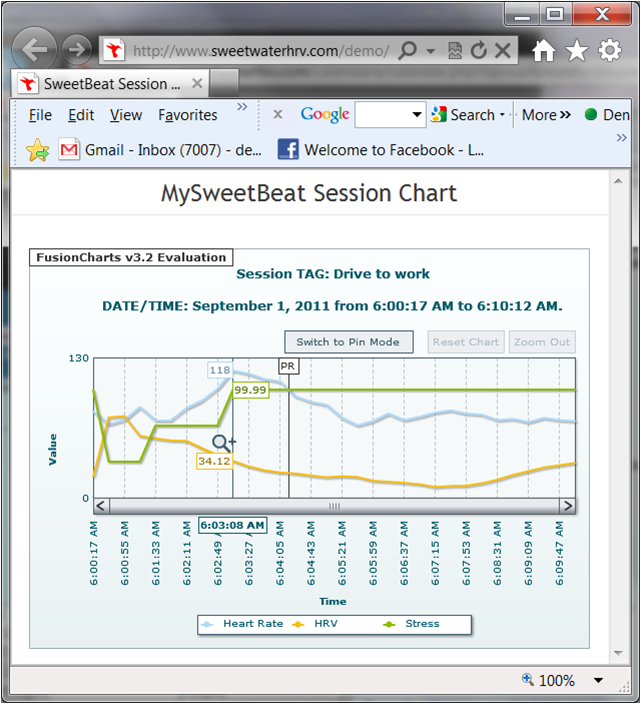 http://www.sweetwaterhrv.com/demo/
SweetBeat Session ...
File Edit View Favorites » x Google Search More» Den
»
Gmail - Inbox (7007) - de... Welcome to Facebook - L...
MySweetBeat Session Chart
FusionCharts v3.2 Evaluation
Session TAG: Drive to work
DATE/TIME: September 1, 2011 from 6:00:17 AM to 6:10:12 AM.
Switch to Pin Mode Reset Chart Zoom Out
130
118
PR
99.99
Value
34.12
0
6:03:08 AM
6:00:17 AM
6:00:55 AM
6:01:33 AM
6:02:11 AM
6:02:49 AM
6:03:27 AM
6:04:05 AM
6:04:43 AM
6:05:21 AM
6:05:59 AM
6:06:37 AM
6:07:15 AM
6:07:53 AM
6:08:31 AM
6:09:09 AM
6:09:47 AM
Time
Heart Rate HRV Stress
100%